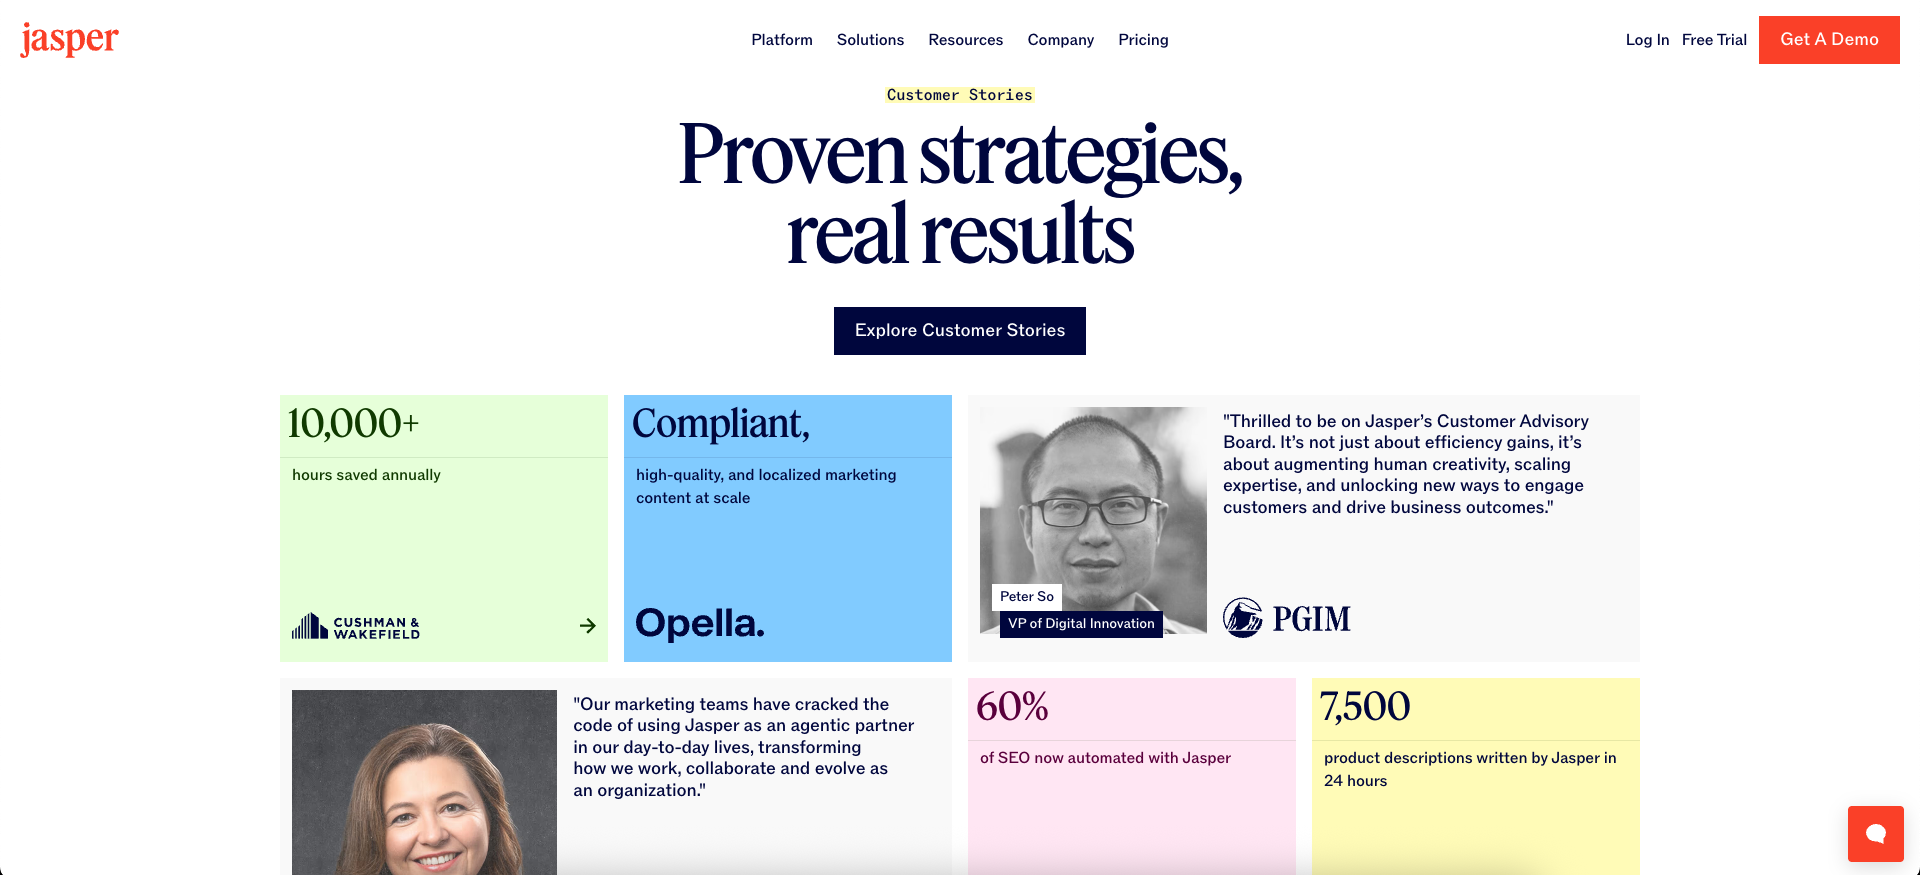 jasper
Platform Solutions Resources Company Pricing
Log In Free Trial Get A Demo
Customer Stories
Proven strategies,
real results
Explore Customer Stories
10,000+
hours saved annually
CUSHMAN &
WAKEFIELD
Compliant,
high-quality, and localized marketing
content at scale
Opella.
Peter So
VP of Digital Innovation
"Thrilled to be on Jasper’s Customer Advisory
Board. It’s not just about efficiency gains, it’s
about augmenting human creativity, scaling
expertise, and unlocking new ways to engage
customers and drive business outcomes."
PGIM
"Our marketing teams have cracked the
code of using Jasper as an agentic partner
in our day-to-day lives, transforming
how we work, collaborate and evolve as
an organization."
60%
of SEO now automated with Jasper
7,500
product descriptions written by Jasper in
24 hours